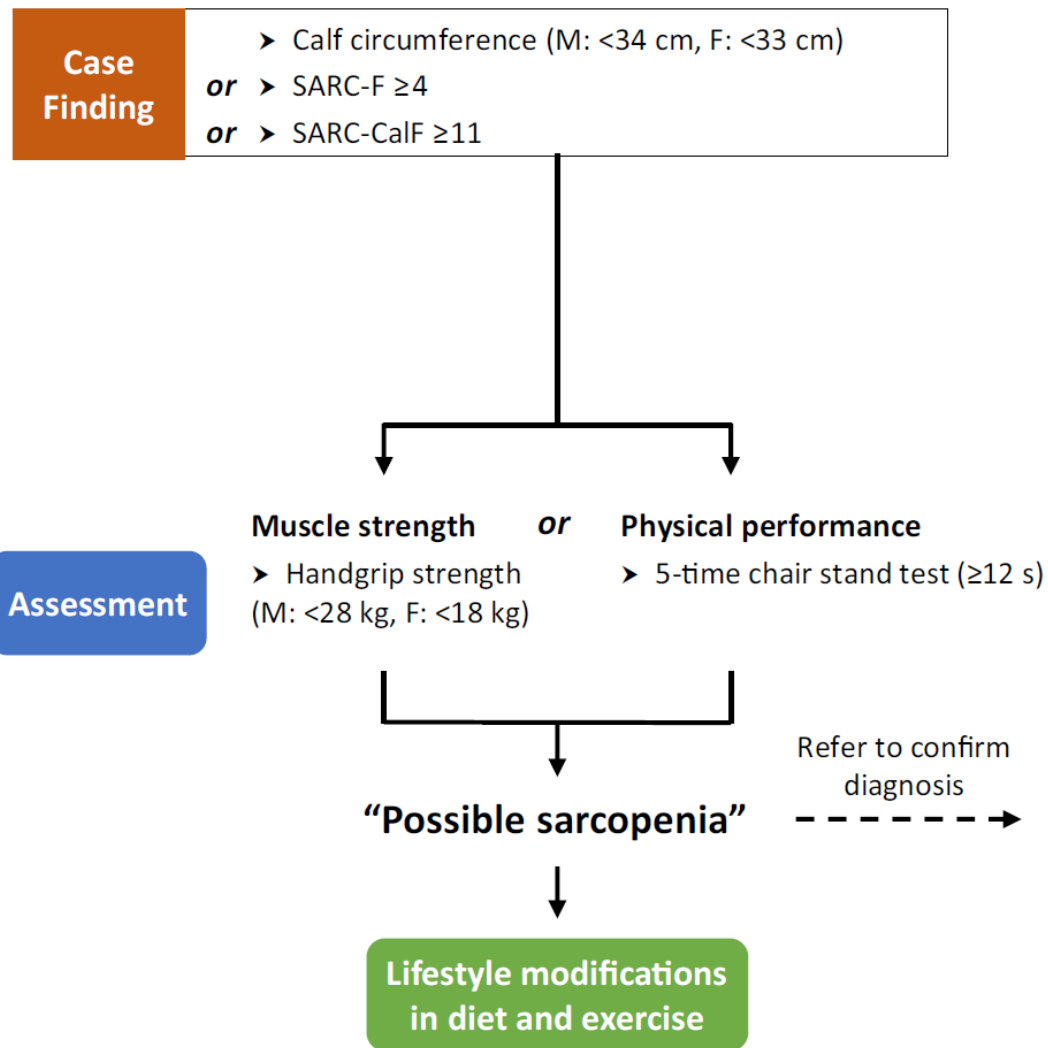 Case
Finding
➤ Calf circumference (M: <34 cm, F: <33 cm)
or ➤ SARC-F ≥4
or ➤ SARC-CalF ≥11
Muscle strength or Physical performance
➤ Handgrip strength
(M: <28 kg, F: <18 kg)
➤ 5-time chair stand test (≥12 s)
Assessment
Refer to confirm
diagnosis
“Possible sarcopenia”
Lifestyle modifications
in diet and exercise